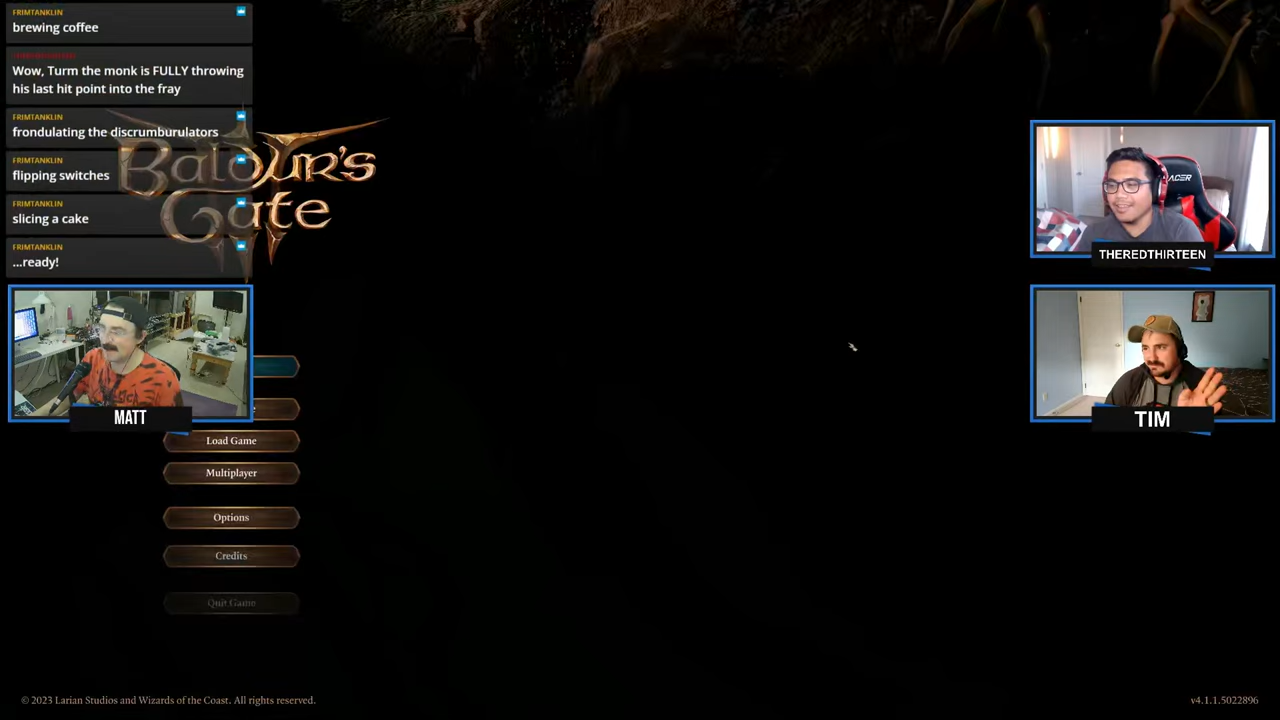 FRIMTANKLIN
brewing coffee
Wow, Turm the monk is FULLY throwing
his last hit point into the fray
FRIMTANKLIN
frondulating the discrumburulators
FRIMTANKLIN
flipping switches
FRIMTANKLIN
slicing a cake
FRIMTANKLIN
...ready!
BALDUR'S
GATE
MATT
Load Game
Multiplayer
Options
Credits
Quit Game
ACER
THEREDTHIRTEEN
TIM
© 2023 Larian Studios and Wizards of the Coast. All rights reserved.
v4.1.1.5022896